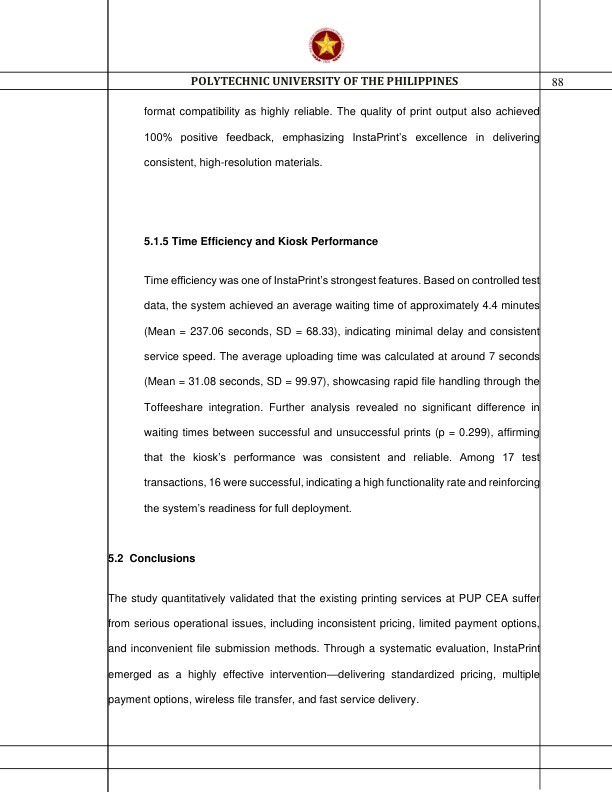 POLYTECHNIC UNIVERSITY OF THE PHILIPPINES
88
format compatibility as highly reliable. The quality of print output also achieved
100% positive feedback, emphasizing InstaPrint's excellence in delivering
consistent, high-resolution materials.
5.1.5 Time Efficiency and Kiosk Performance
Time efficiency was one of InstaPrint's strongest features. Based on controlled test
data, the system achieved an average waiting time of approximately 4.4 minutes
(Mean = 237.06 seconds, SD = 68.33), indicating minimal delay and consistent
service speed. The average uploading time was calculated at around 7 seconds
(Mean = 31.08 seconds, SD = 99.97), showcasing rapid file handling through the
Toffeeshare integration. Further analysis revealed no significant difference in
waiting times between successful and unsuccessful prints (p = 0.299), affirming
that the kiosk's performance was consistent and reliable. Among 17 test
transactions, 16 were successful, indicating a high functionality rate and reinforcing
the system's readiness for full deployment.
5.2 Conclusions
The study quantitatively validated that the existing printing services at PUP CEA suffer
from serious operational issues, including inconsistent pricing, limited payment options,
and inconvenient file submission methods. Through a systematic evaluation, InstaPrint
emerged as a highly effective intervention—delivering standardized pricing, multiple
payment options, wireless file transfer, and fast service delivery.